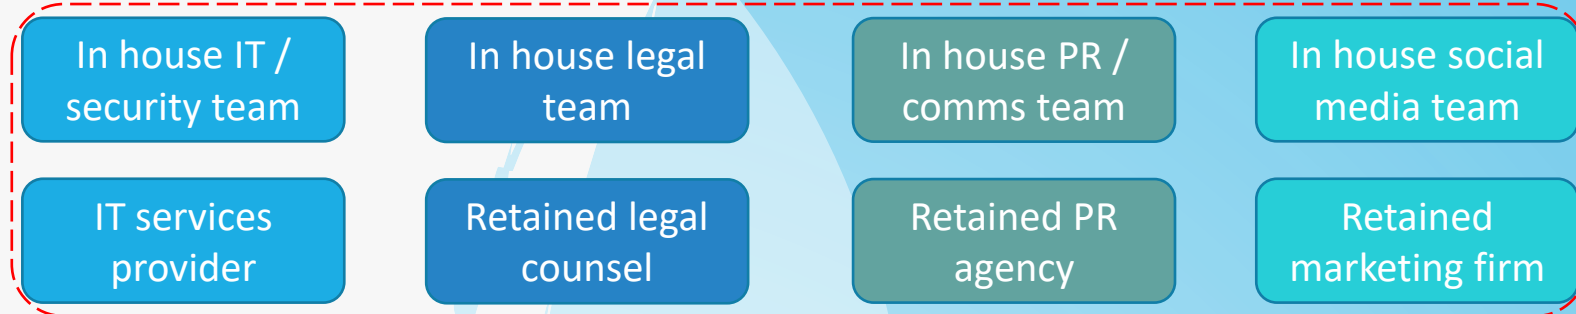 In house IT /
security team
In house legal
team
In house PR /
comms team
In house social
media team
IT services
provider
Retained legal
counsel
Retained PR
agency
Retained
marketing firm